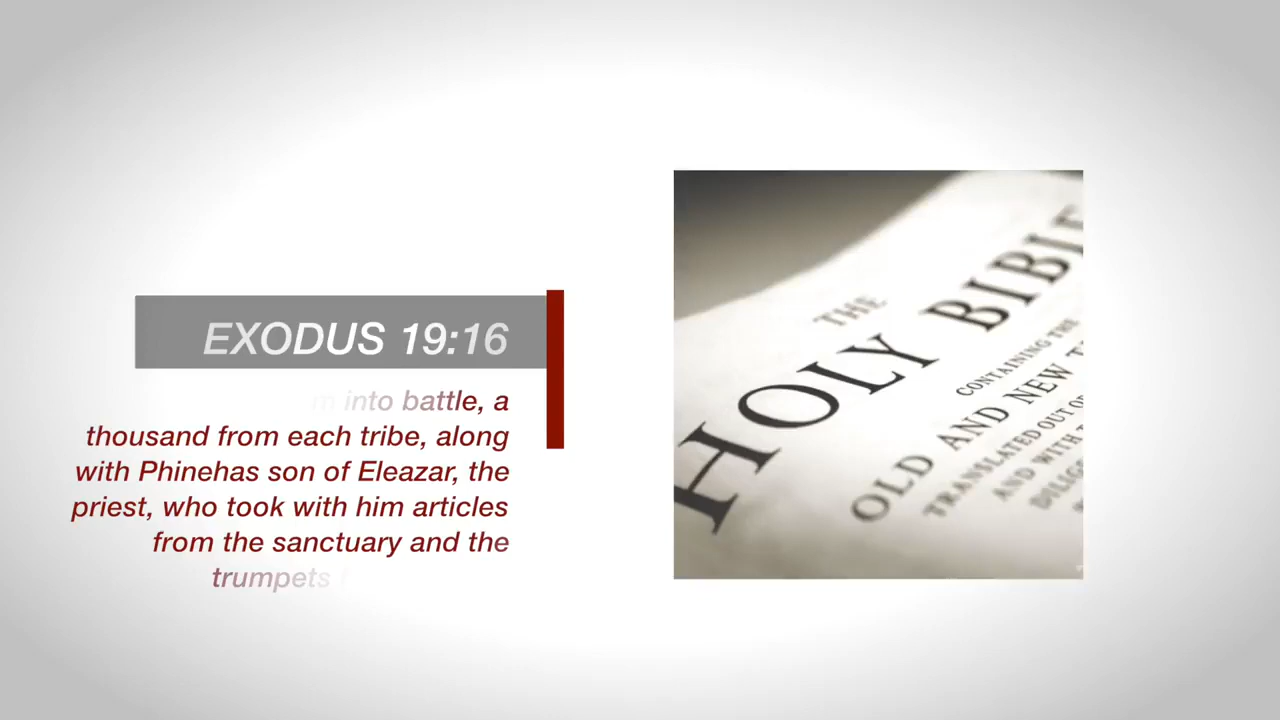 EXODUS 19:16
into battle, a
thousand from each tribe, along
with Phinehas son of Eleazar, the
priest, who took with him articles
from the sanctuary and the
trumpets
THE
HOLY BIBLE
CONTAINING THE
OLD AND NEW
TRANSLATED OUT
AND WITH